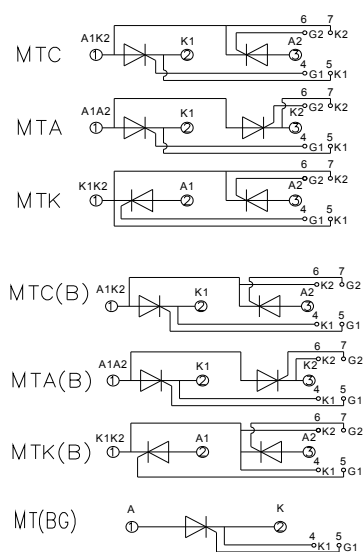 6 7
A1K2 K1 A2 G2 K2
MTC 1 2 3 4 5
G1 K1
6 7
A1A2 K1 K2 G2 K2
MTA 1 2 3 4 5
G1 K1
6 7
K1K2 A1 A2 G2 K2
MTK 1 2 3 4 5
G1 K1
6 7
A1K2 K1 A2 K2 G2
MTC(B) 1 2 3 4 5
K1 G1
6 7
A1A2 K1 K2 K2 G2
MTA(B) 1 2 3 4 5
K1 G1
6 7
K1K2 A1 A2 K2 G2
MTK(B) 1 2 3 4 5
K1 G1
A K
MT(BG) 1 2 4 5
K1 G1